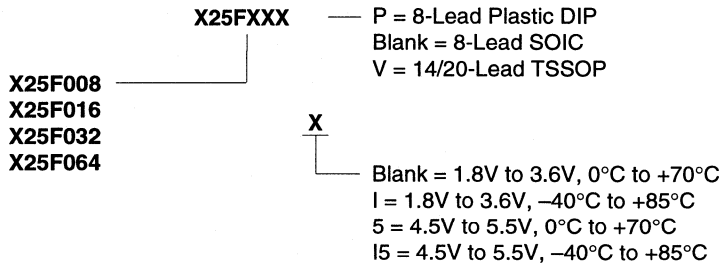 X25FXXX
P = 8-Lead Plastic DIP
Blank = 8-Lead SOIC
V = 14/20-Lead TSSOP
X25F008
X25F016
X25F032
X25F064
X
Blank = 1.8V to 3.6V, 0°C to +70°C
I = 1.8V to 3.6V, –40°C to +85°C
5 = 4.5V to 5.5V, 0°C to +70°C
I5 = 4.5V to 5.5V, –40°C to +85°C